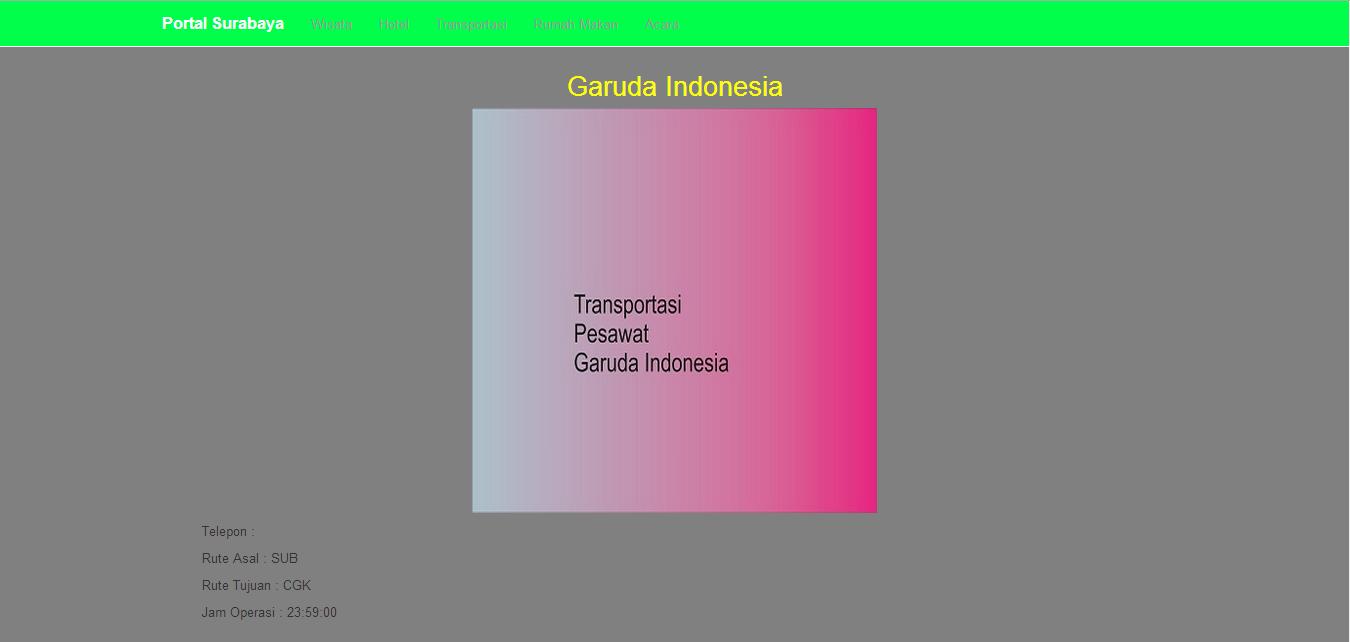 Portal Surabaya Wisata Hotel Transportasi Rumah Makan Acara
Garuda Indonesia
Transportasi
Pesawat
Garuda Indonesia
Telepon :
Rute Asal : SUB
Rute Tujuan : CGK
Jam Operasi : 23:59:00